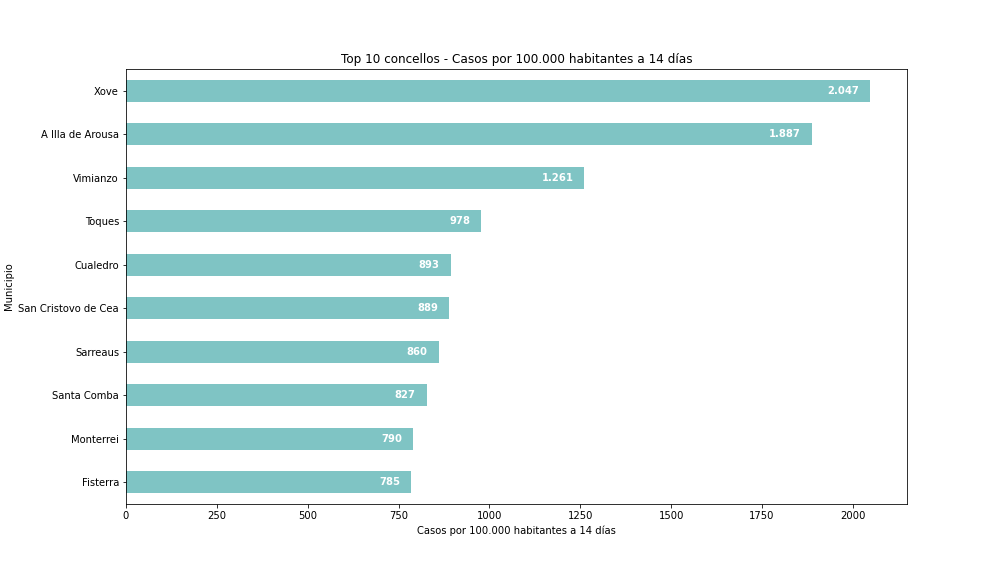 Top 10 concellos - Casos por 100.000 habitantes a 14 días
Municipio
Xove 2.047
A Illa de Arousa 1.887
Vimianzo 1.261
Toques 978
Cualedro 893
San Cristovo de Cea 889
Sarreaus 860
Santa Comba 827
Monterrei 790
Fisterra 785
0 250 500 750 1000 1250 1500 1750 2000
Casos por 100.000 habitantes a 14 días